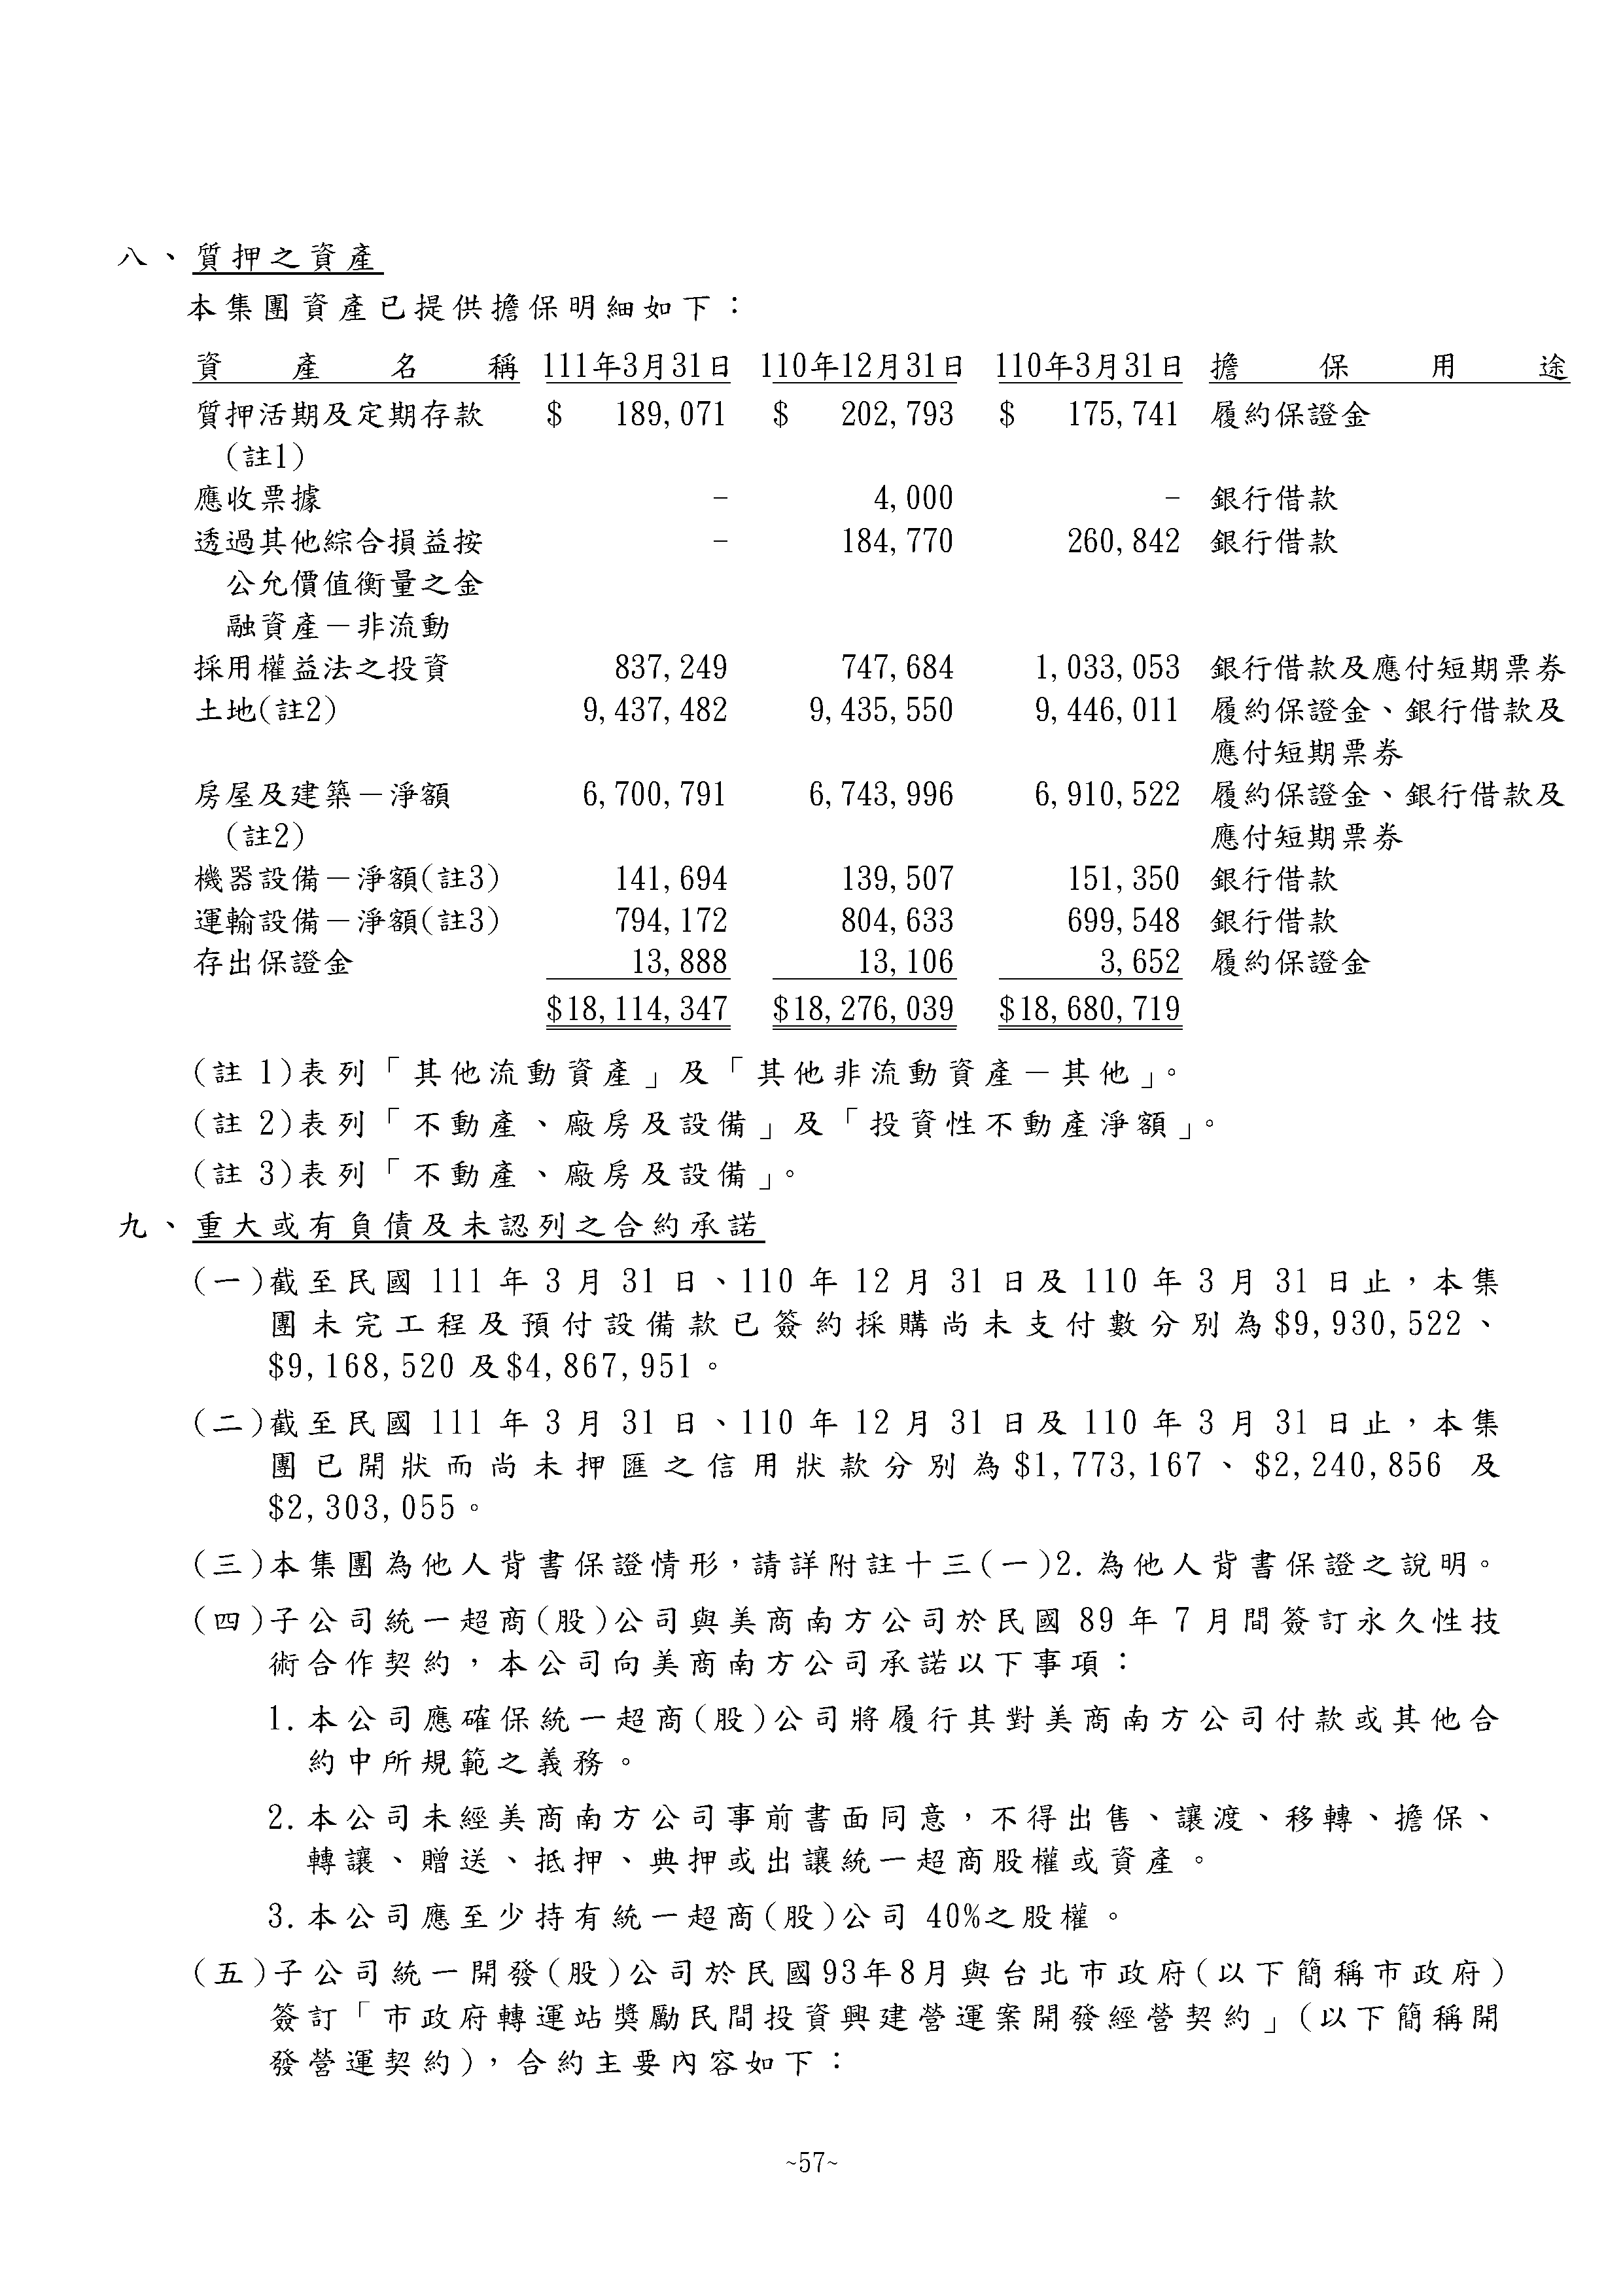 八、質押之資產
本集團資產已提供擔保明細如下：
資產名稱 111年3月31日 110年12月31日 110年3月31日 擔保用途
質押活期及定期存款 $ 189,071 $ 202,793 $ 175,741 履約保證金
(註1)
應收票據 - 4,000 - 銀行借款
透過其他綜合損益按 - 184,770 260,842 銀行借款
公允價值衡量之金
融資產－非流動
採用權益法之投資 837,249 747,684 1,033,053 銀行借款及應付短期票券
土地(註2) 9,437,482 9,435,550 9,446,011 履約保證金、銀行借款及
應付短期票券
房屋及建築－淨額 6,700,791 6,743,996 6,910,522 履約保證金、銀行借款及
(註2) 應付短期票券
機器設備－淨額(註3) 141,694 139,507 151,350 銀行借款
運輸設備－淨額(註3) 794,172 804,633 699,548 銀行借款
存出保證金 13,888 13,106 3,652 履約保證金
$18,114,347 $18,276,039 $18,680,719
(註 1)表列「其他流動資產」及「其他非流動資產－其他」。
(註 2)表列「不動產、廠房及設備」及「投資性不動產淨額」。
(註 3)表列「不動產、廠房及設備」。
九、重大或有負債及未認列之合約承諾
(一)截至民國 111 年 3 月 31 日、110 年 12 月 31 日及 110 年 3 月 31 日止，本集
團未完工程及預付設備款已簽約採購尚未支付數分別為$9,930,522、
$9,168,520 及$4,867,951。
(二)截至民國 111 年 3 月 31 日、110 年 12 月 31 日及 110 年 3 月 31 日止，本集
團已開狀而尚未押匯之信用狀款分別為$1,773,167、$2,240,856 及
$2,303,055。
(三)本集團為他人背書保證情形，請詳附註十三(一)2.為他人背書保證之說明。
(四)子公司統一超商(股)公司與美商南方公司於民國 89 年 7 月間簽訂永久性技
術合作契約，本公司向美商南方公司承諾以下事項：
1.本公司應確保統一超商(股)公司將履行其對美商南方公司付款或其他合
約中所規範之義務。
2.本公司未經美商南方公司事前書面同意，不得出售、讓渡、移轉、擔保、
轉讓、贈送、抵押、典押或出讓統一超商股權或資產。
3.本公司應至少持有統一超商(股)公司 40%之股權。
(五)子公司統一開發(股)公司於民國93年8月與台北市政府(以下簡稱市政府)
簽訂「市政府轉運站獎勵民間投資興建營運案開發經營契約」(以下簡稱開
發營運契約)，合約主要內容如下：
~57~